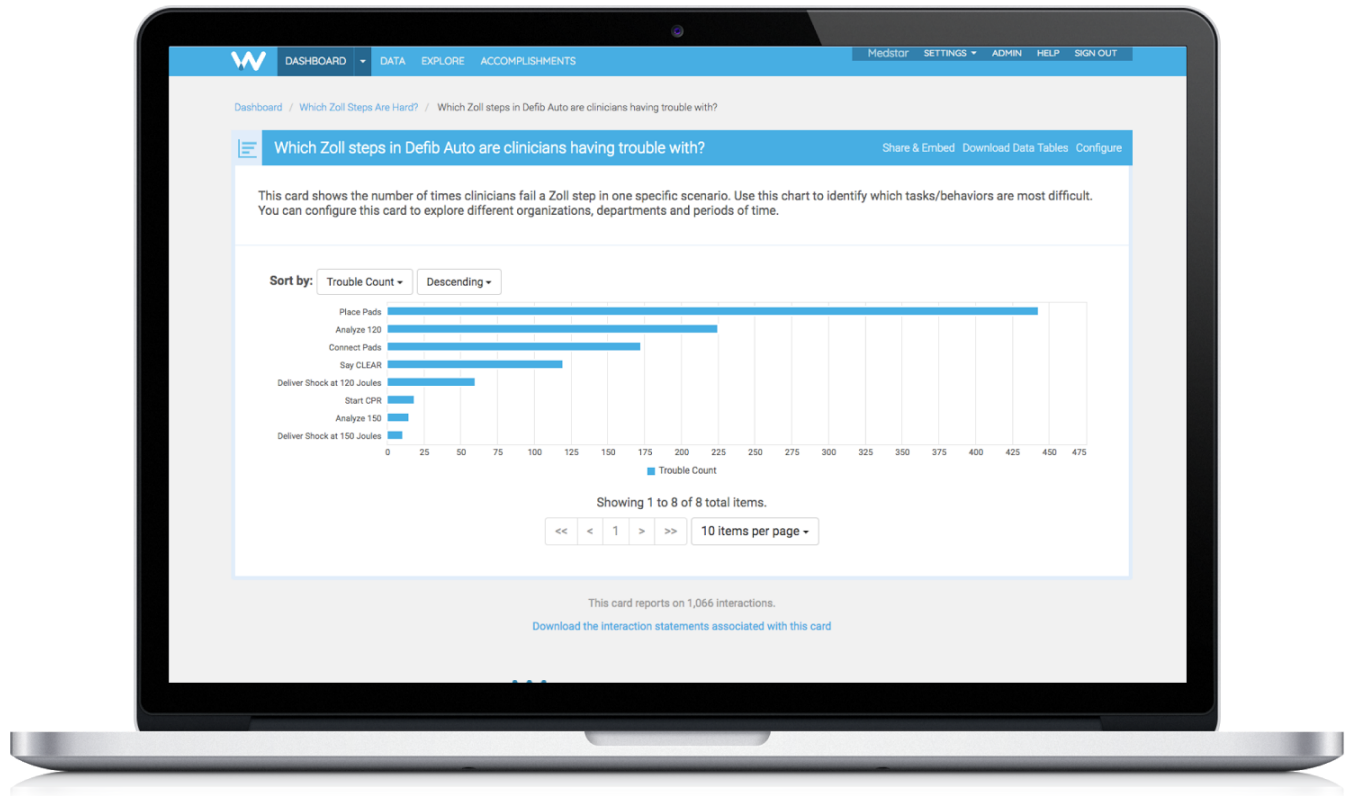 DASHBOARD DATA EXPLORE ACCOMPLISHMENTS Medstar SETTINGS ADMIN HELP SIGN OUT
Dashboard / Which Zoll Steps Are Hard? / Which Zoll steps in Defib Auto are clinicians having trouble with?
Which Zoll steps in Defib Auto are clinicians having trouble with? Share & Embed Download Data Tables Configure
This card shows the number of times clinicians fail a Zoll step in one specific scenario. Use this chart to identify which tasks/behaviors are most difficult.
You can configure this card to explore different organizations, departments and periods of time.
Sort by: Trouble Count Descending
Place Pads
Analyze 120
Connect Pads
Say CLEAR
Deliver Shock at 120 Joules
Start CPR
Analyze 150
Deliver Shock at 150 Joules
0 25 50 75 100 125 150 175 200 225 250 275 300 325 350 375 400 425 450 475
Trouble Count
Showing 1 to 8 of 8 total items.
<< < 1 > >> 10 items per page
This card reports on 1,066 interactions.
Download the interaction statements associated with this card